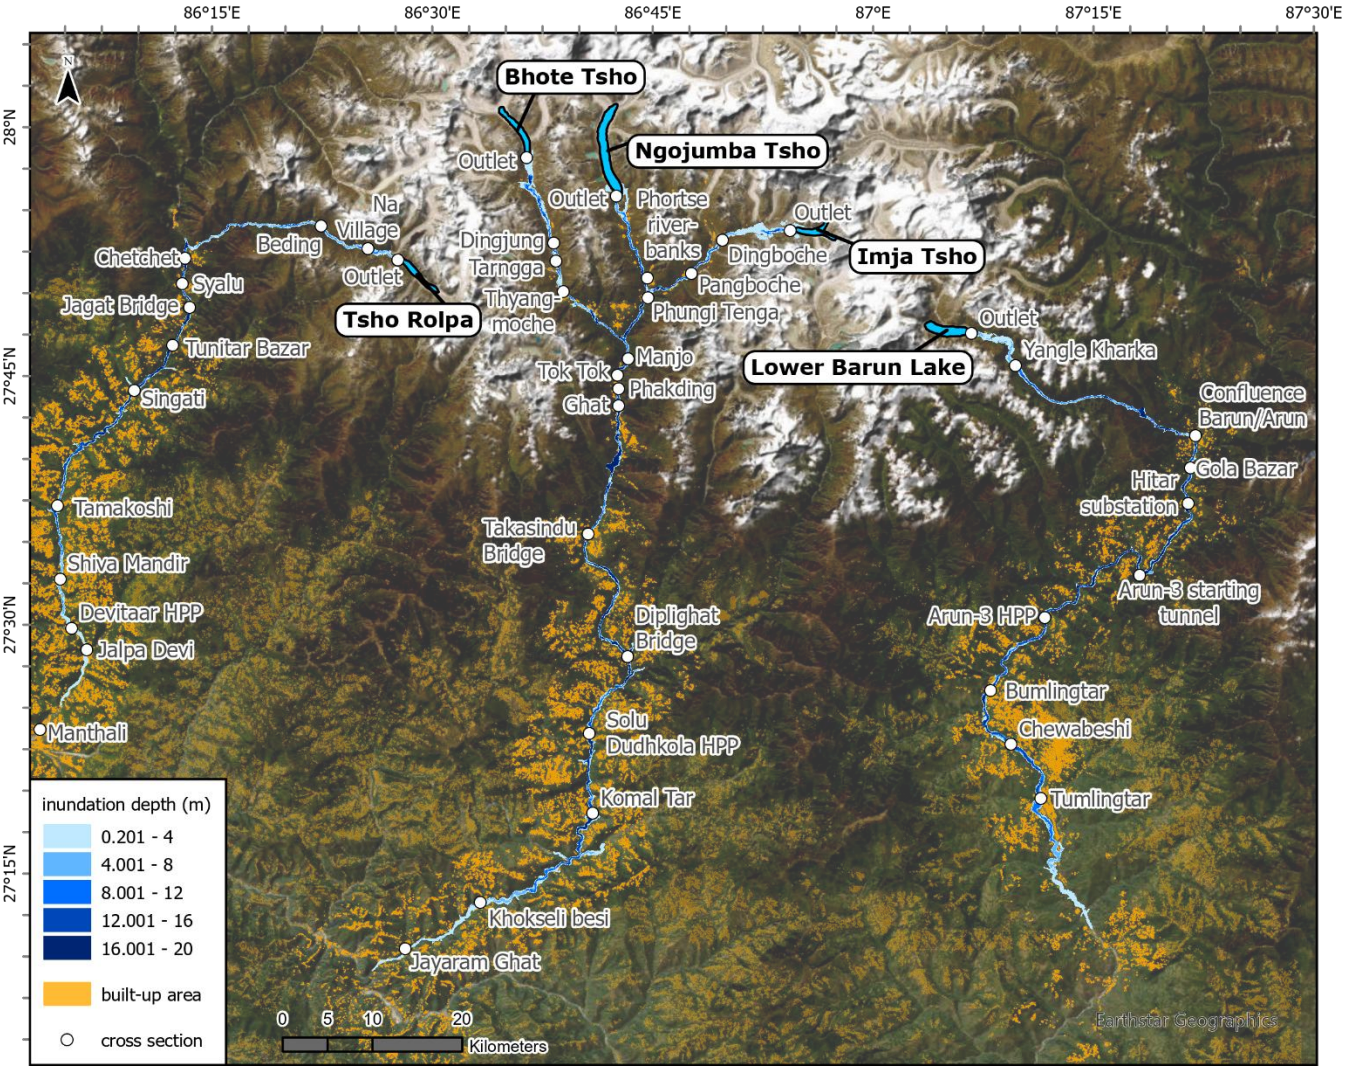 86°15'E
86°30'E
86°45'E
87°0'E
87°15'E
87°30'E
28°N
27°45'N
27°30'N
27°15'N
N
Bhote Tsho
Ngojumba Tsho
Outlet
Outlet
Phortse
river-
banks
Outlet
Imja Tsho
Na
Village
Beding
Outlet
Chetchet
Syalu
Jagat Bridge
Tsho Rolpa
Dingjung
Tarngga
Thyang-
moche
Dingboche
Pangboche
Phungi Tenga
Outlet
Yangle Kharka
Lower Barun Lake
Tunitar Bazar
Singati
Manjo
Tok Tok
Phakding
Ghat
Confluence
Barun/Arun
Gola Bazar
Hitar
substation
Tamakoshi
Takasindu
Bridge
Shiva Mandir
Arun-3 starting
tunnel
Devitaar HPP
Jalpa Devi
Diplighat
Bridge
Arun-3 HPP
Bumlingtar
Manthali
Solu
Dudhkola HPP
Chewabeshi
Komal Tar
Tumlingtar
Khokseli besi
Jayaram Ghat
inundation depth (m)
0.201 - 4
4.001 - 8
8.001 - 12
12.001 - 16
16.001 - 20
built-up area
cross section
0 5 10 20
Kilometers
Earthstar Geographics